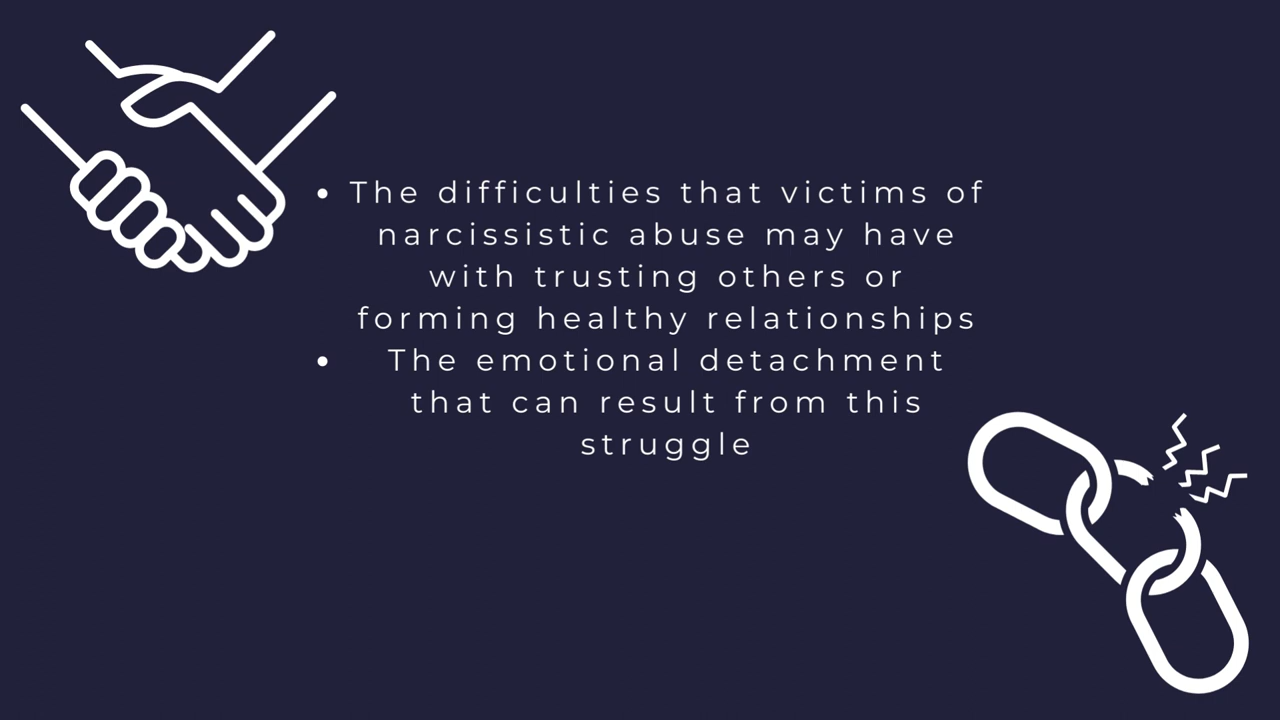 • The difficulties that victims of
narcissistic abuse may have
with trusting others or
forming healthy relationships
• The emotional detachment
that can result from this
struggle